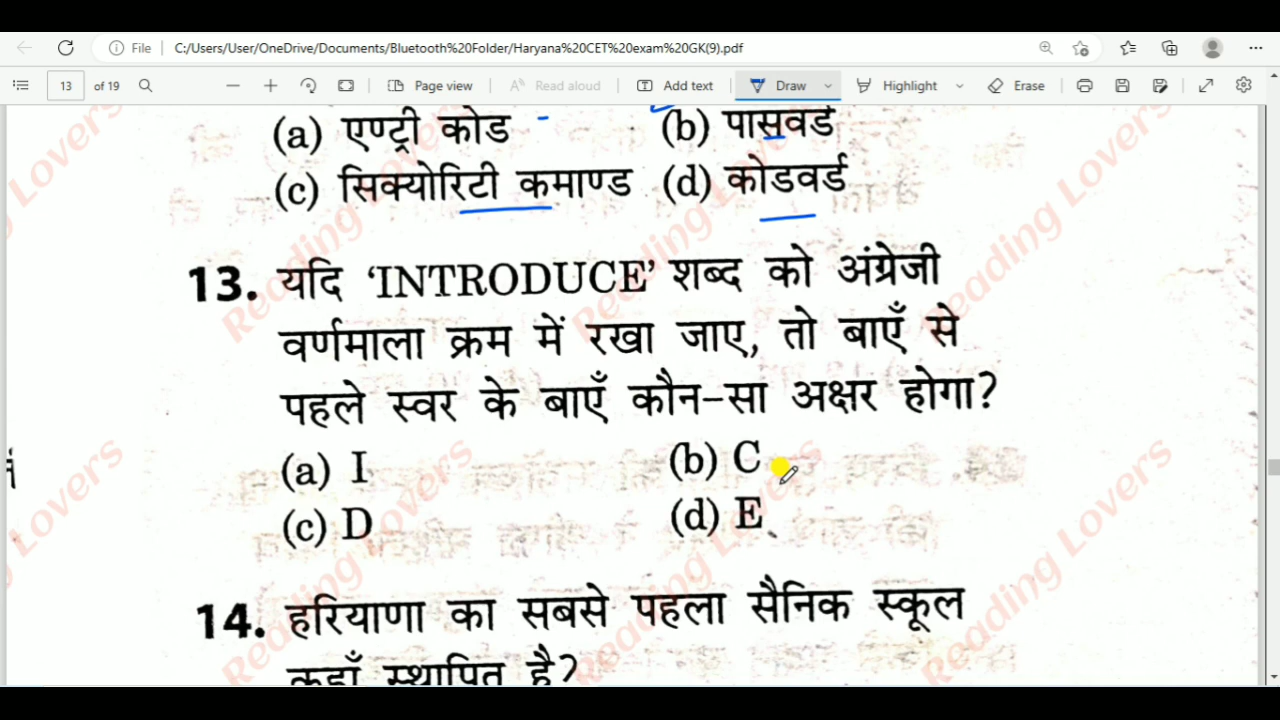 File C:/Users/User/OneDrive/Documents/Bluetooth%20Folder/Haryana%20CET%20exam%20GK(9).pdf
13 of 19 Page view Read aloud Add text Draw Highlight Erase
(a) एण्ट्री कोड (b) पासवर्ड
(c) सिक्योरिटी कमाण्ड (d) कोडवर्ड
13. यदि ‘INTRODUCE’ शब्द को अंग्रेजी
वर्णमाला क्रम में रखा जाए, तो बाएँ से
पहले स्वर के बाएँ कौन-सा अक्षर होगा?
(a) I (b) C
(c) D (d) E
14. हरियाणा का सबसे पहला सैनिक स्कूल
कहाँ स्थापित है?
Reading Lovers